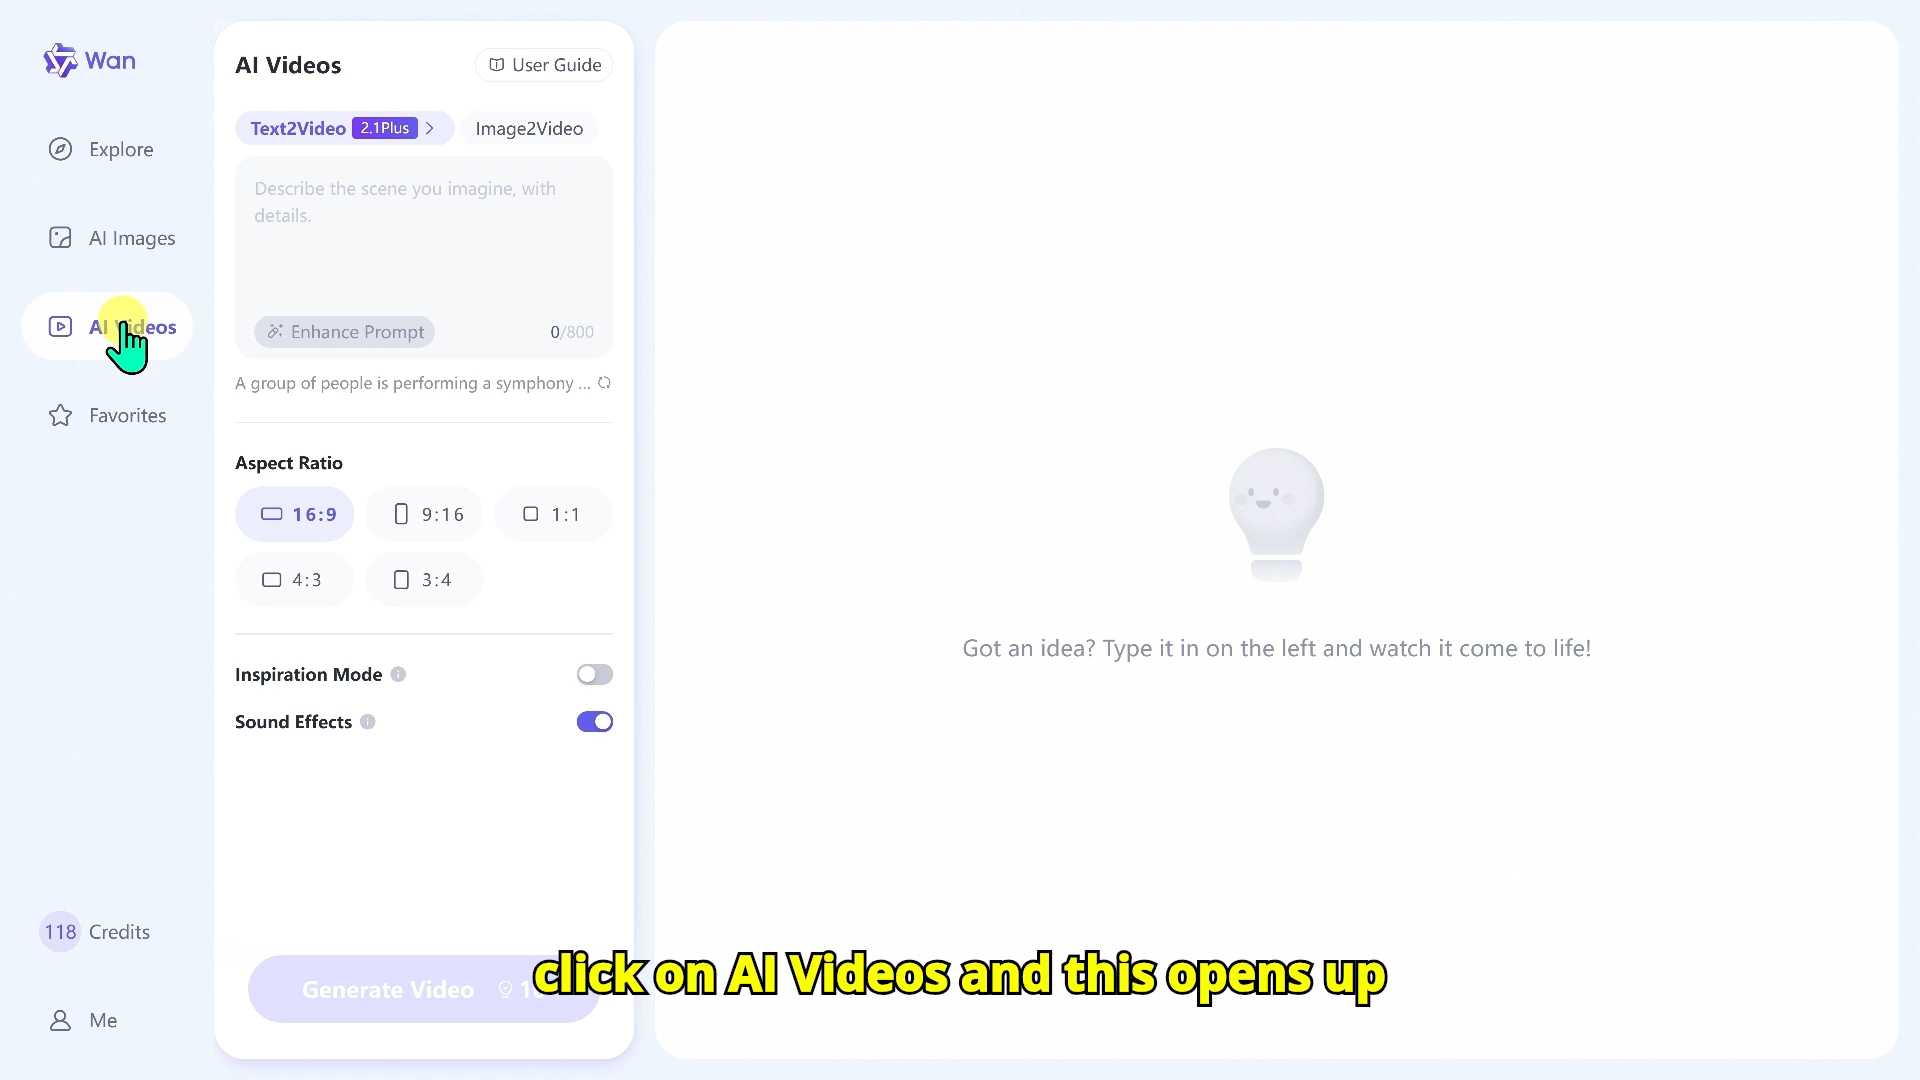 Wan
Explore
AI Images
AI Videos
Favorites
118 Credits
Me
AI Videos
User Guide
Text2Video 2.1Plus
Image2Video
Describe the scene you imagine, with
details.
Enhance Prompt
0/800
A group of people is performing a symphony ...
Aspect Ratio
16:9
9:16
1:1
4:3
3:4
Inspiration Mode
Sound Effects
Generate Video
Got an idea? Type it in on the left and watch it come to life!
click on AI Videos and this opens up